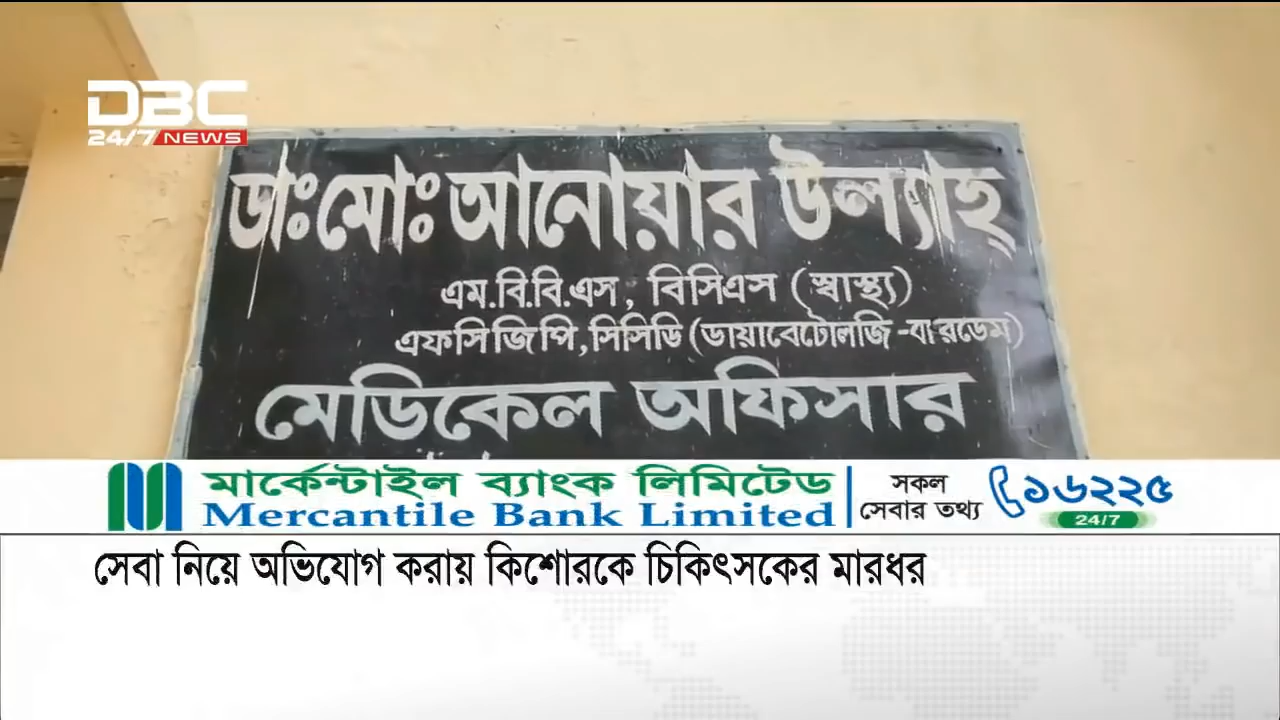 DBC
24/7 NEWS
ডাঃমোঃ আনোয়ার উল্যাহ্
এম.বি.বি.এস, বিসিএস (স্বাস্থ্য)
এফসিজিপি, সিসিডি (ডায়াবেটোলজি -বারডেম)
মেডিকেল অফিসার
মার্কেন্টাইল ব্যাংক লিমিটেড
Mercantile Bank Limited
সকল
সেবার তথ্য
১৬২২৫
24/7
সেবা নিয়ে অভিযোগ করায় কিশোরকে চিকিৎসকের মারধর